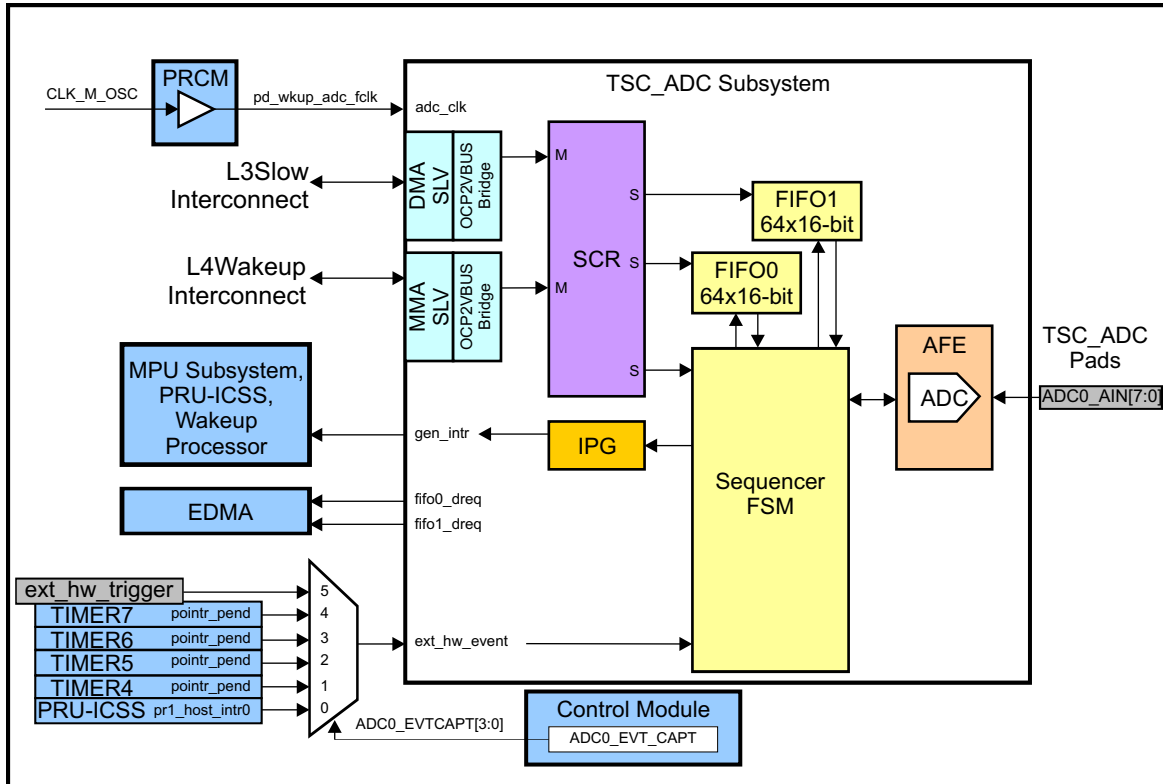 PRCM
CLK_M_OSC
pd_wkup_adc_fclk
TSC_ADC Subsystem
adc_clk
L3Slow
Interconnect
DMA
SLV
OCP2VBUS
Bridge
M
S
FIFO1
64x16-bit
L4Wakeup
Interconnect
MMA
SLV
OCP2VBUS
Bridge
M
SCR
S
FIFO0
64x16-bit
S
MPU Subsystem,
PRU-ICSS,
Wakeup
Processor
gen_intr
IPG
Sequencer
FSM
AFE
ADC
TSC_ADC
Pads
ADC0_AIN[7:0]
EDMA
fifo0_dreq
fifo1_dreq
ext_hw_trigger
5
TIMER7 pointr_pend
4
TIMER6 pointr_pend
3
TIMER5 pointr_pend
2
TIMER4 pointr_pend
1
PRU-ICSS pr1_host_intr0
0
ext_hw_event
ADC0_EVTCAPT[3:0]
Control Module
ADC0_EVT_CAPT